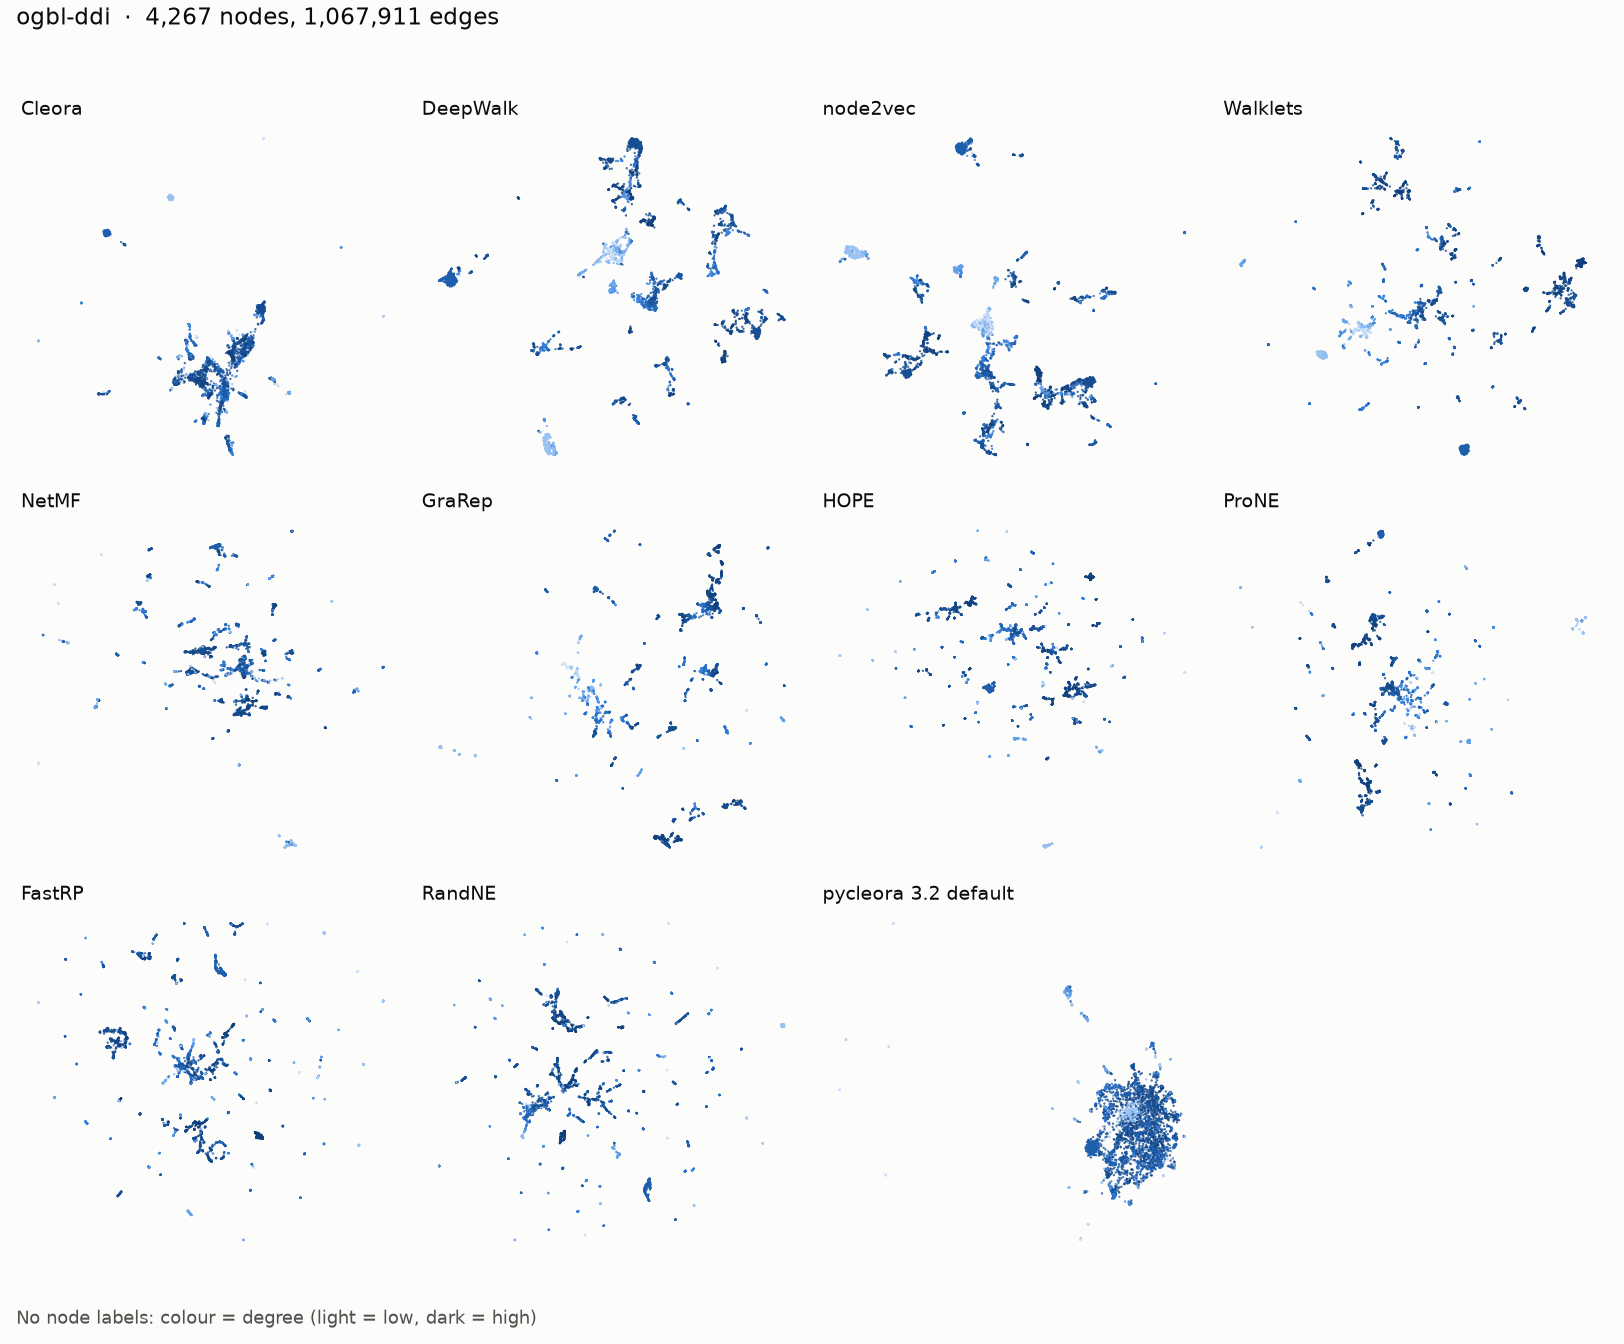 ogbl-ddi · 4,267 nodes, 1,067,911 edges
Cleora
DeepWalk
node2vec
Walklets
NetMF
GraRep
HOPE
ProNE
FastRP
RandNE
pycleora 3.2 default
No node labels: colour = degree (light = low, dark = high)